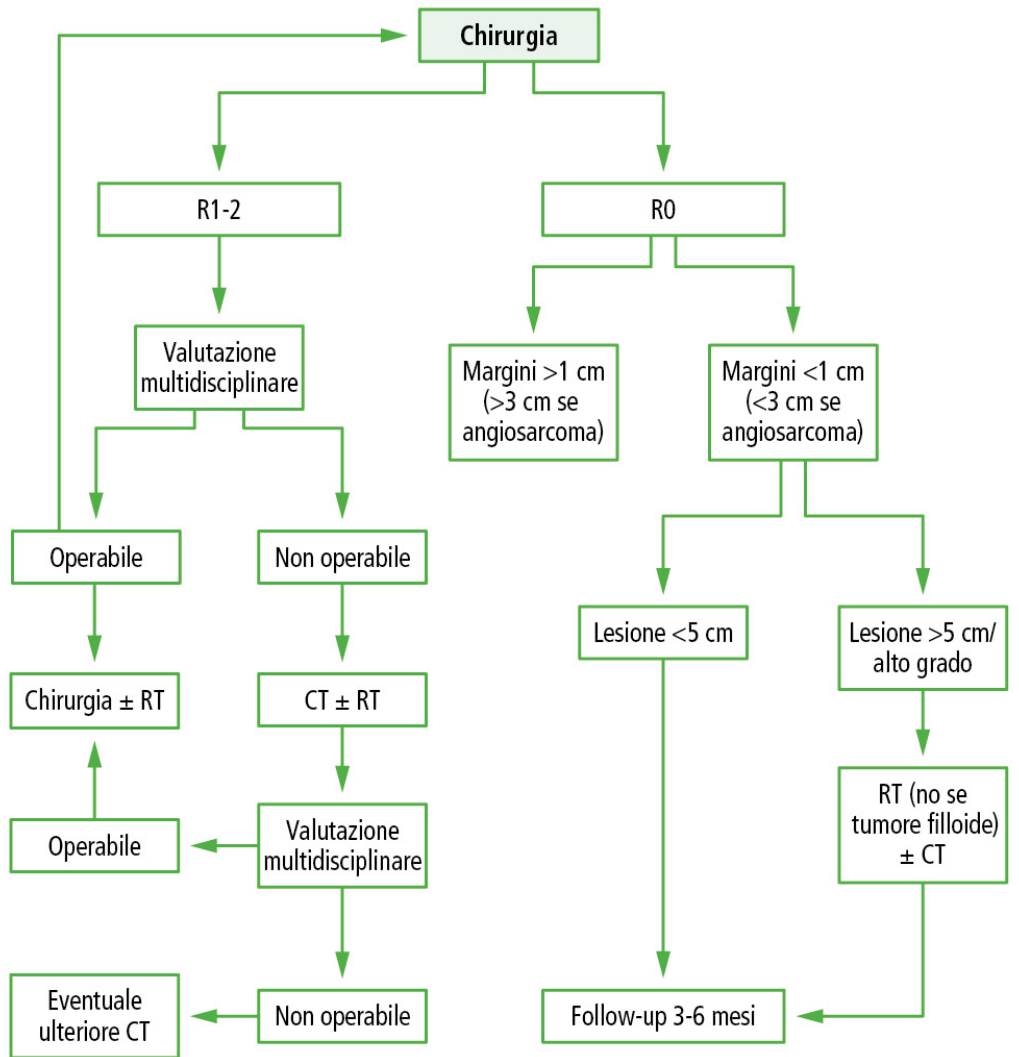 Chirurgia
R1-2
R0
Valutazione
multidisciplinare
Margini >1 cm
(>3 cm se
angiosarcoma)
Margini <1 cm
(<3 cm se
angiosarcoma)
Operabile
Non operabile
Lesione <5 cm
Lesione >5 cm/
alto grado
Chirurgia ± RT
CT ± RT
RT (no se
tumore filloide)
± CT
Operabile
Valutazione
multidisciplinare
Eventuale
ulteriore CT
Non operabile
Follow-up 3-6 mesi